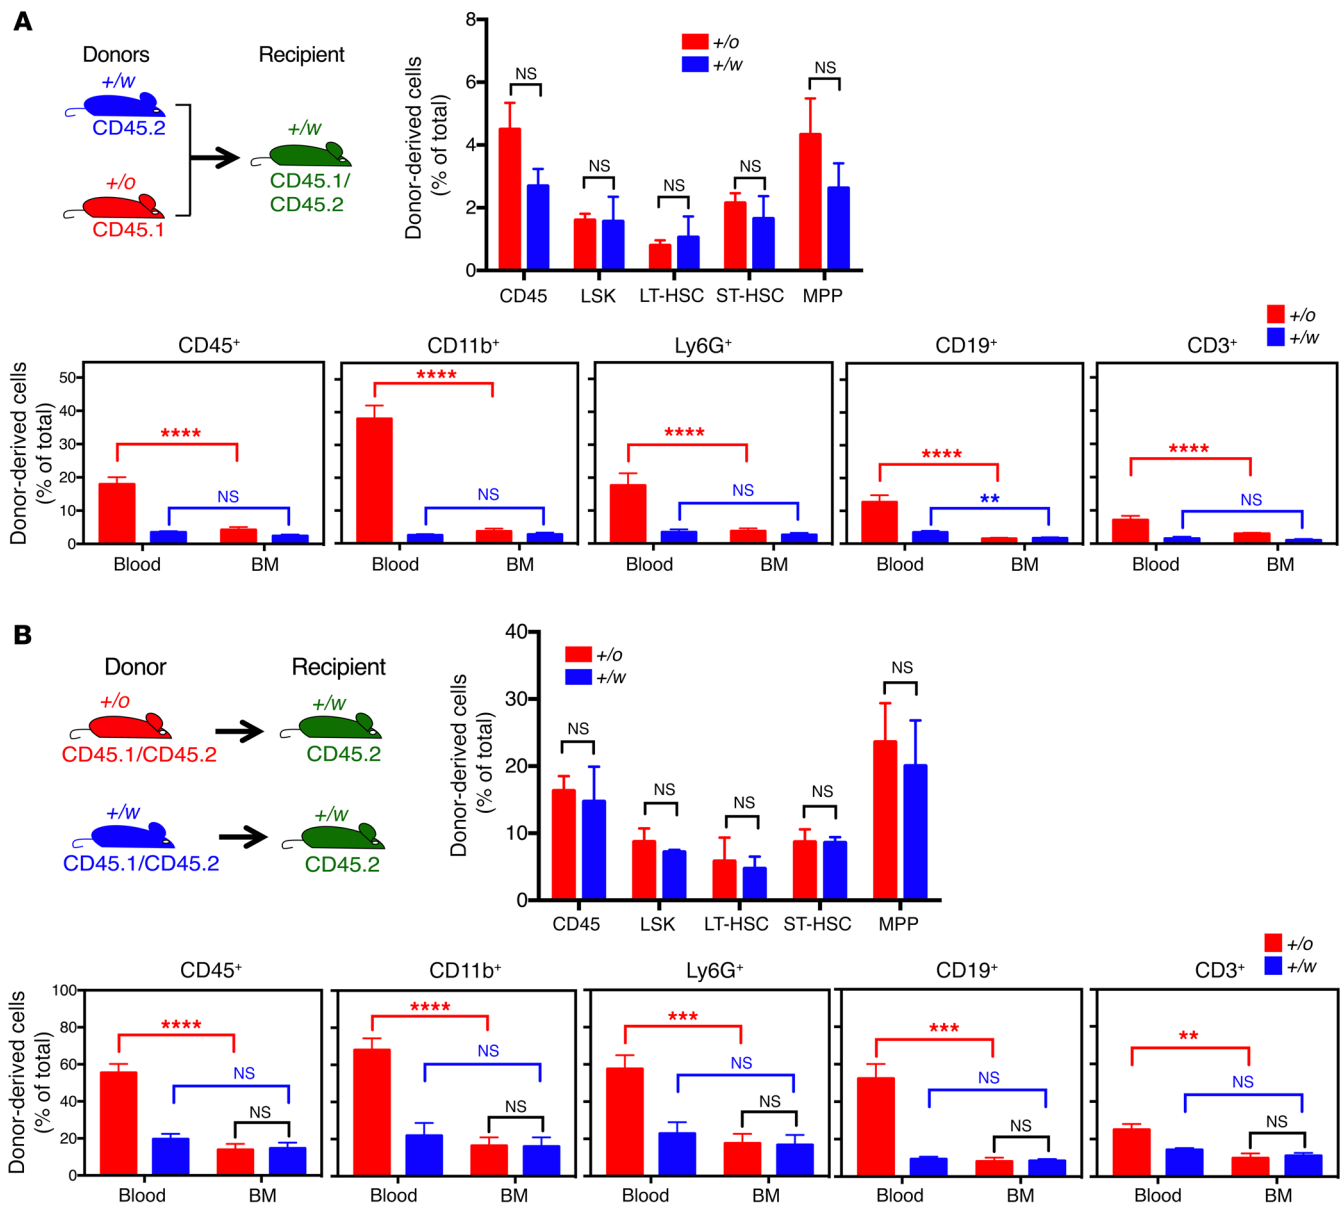 A
Donors
Recipient
+/w
CD45.2
+/o
CD45.1
+/w
CD45.1/
CD45.2
Donor-derived cells
(% of total)
8
6
4
2
0
+/o
+/w
NS
NS
NS
NS
NS
CD45
LSK
LT-HSC
ST-HSC
MPP
+/o
+/w
Donor-derived cells
(% of total)
50
40
30
20
10
0
CD45+
****
NS
Blood
BM
CD11b+
****
NS
Blood
BM
Ly6G+
****
NS
Blood
BM
CD19+
****
**
Blood
BM
CD3+
****
NS
Blood
BM
B
Donor
Recipient
+/o
CD45.1/CD45.2
+/w
CD45.2
+/w
CD45.1/CD45.2
+/w
CD45.2
Donor-derived cells
(% of total)
40
30
20
10
0
+/o
+/w
NS
NS
NS
NS
NS
CD45
LSK
LT-HSC
ST-HSC
MPP
+/o
+/w
Donor-derived cells
(% of total)
100
80
60
40
20
0
CD45+
****
NS
NS
Blood
BM
CD11b+
****
NS
NS
Blood
BM
Ly6G+
***
NS
NS
Blood
BM
CD19+
***
NS
NS
Blood
BM
CD3+
**
NS
NS
Blood
BM